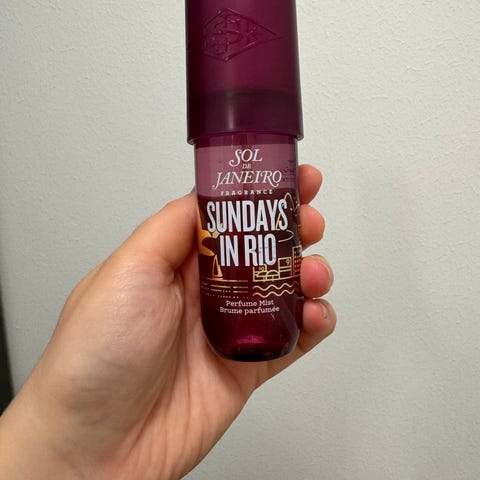 SOL
DE
JANEIRO
FRAGRANCE
SUNDAYS
IN RIO
Perfume Mist
Brume parfumée